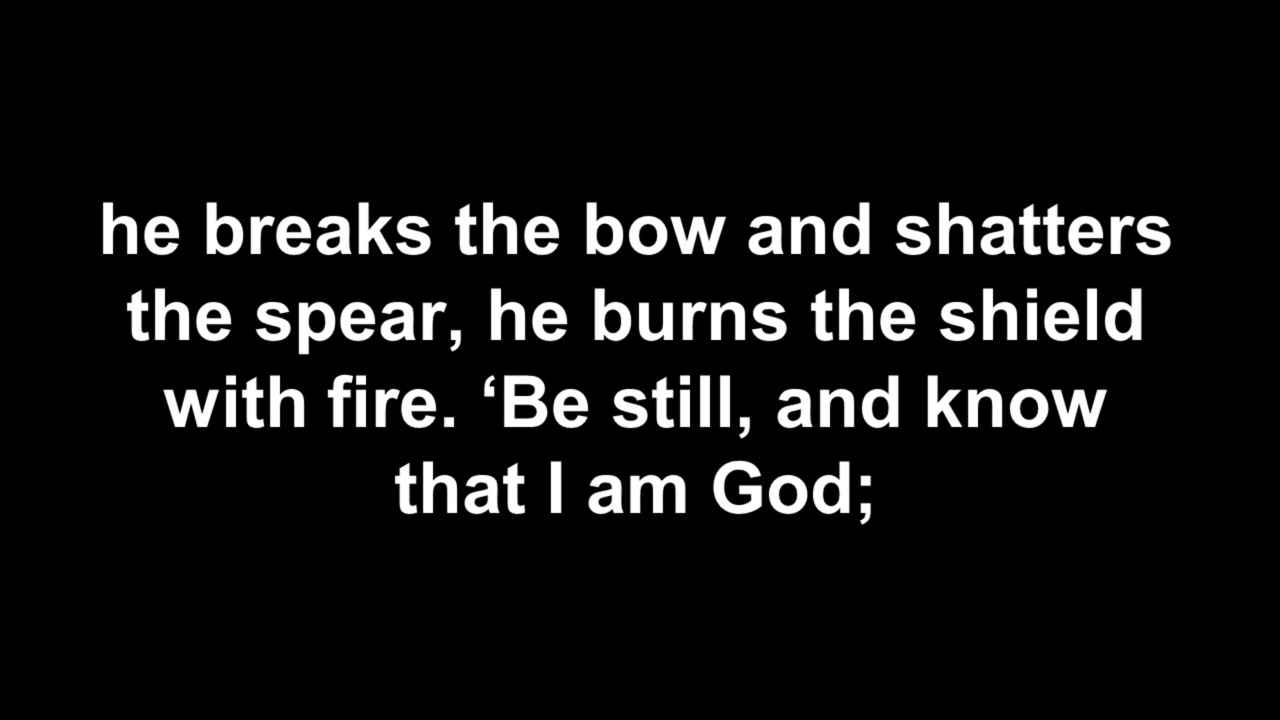 he breaks the bow and shatters
the spear, he burns the shield
with fire. ‘Be still, and know
that I am God;